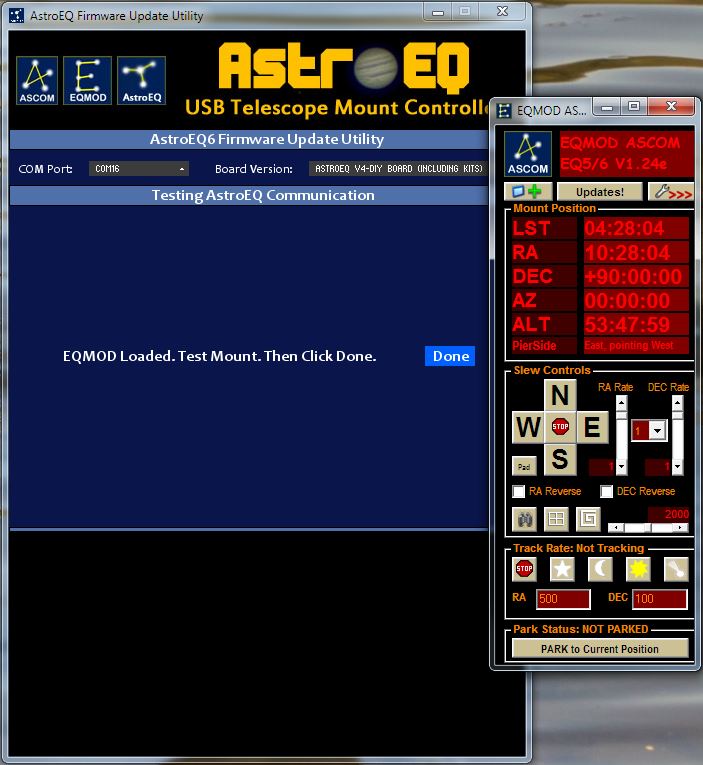 AstroEQ Firmware Update Utility
ASCOM EQMOD AstroEQ
Astr EQ
USB Telescope Mount Controlle
AstroEQ6 Firmware Update Utility
COM Port: COM16 Board Version: ASTROEQ V4-DIY BOARD (INCLUDING KITS)
Testing AstroEQ Communication
EQMOD Loaded. Test Mount. Then Click Done. Done
EQMOD AS...
ASCOM
EQMOD ASCOM
EQ5/6 V1.24e
Updates! >>>
Mount Position
LST 04:28:04
RA 10:28:04
DEC +90:00:00
AZ 00:00:00
ALT 53:47:59
PierSide East, pointing West
Slew Controls
RA Rate DEC Rate
N
W STOP E 1
S
Pad 1 1
RA Reverse DEC Reverse
2000
Track Rate: Not Tracking
STOP
RA 500 DEC 100
Park Status: NOT PARKED
PARK to Current Position